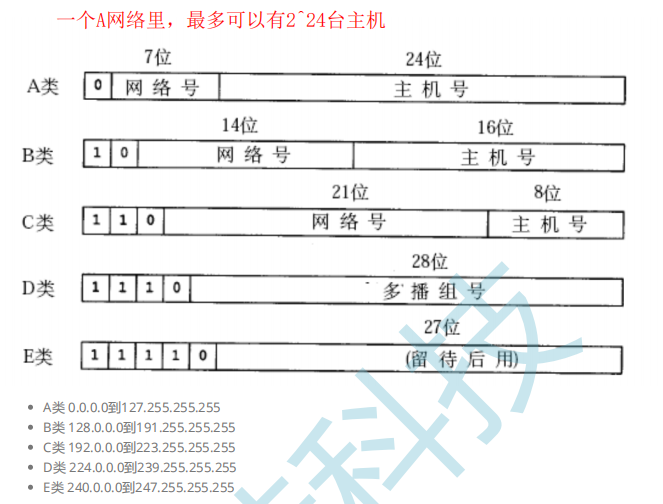 一个A网络里，最多可以有2^24台主机
7位 24位
A类 0 网络号 主机号
14位 16位
B类 1 0 网络号 主机号
21位 8位
C类 1 1 0 网络号 主机号
28位
D类 1 1 1 0 多播组号
27位
E类 1 1 1 1 0 (留待后用)
A类 0.0.0.0到127.255.255.255
B类 128.0.0.0到191.255.255.255
C类 192.0.0.0到223.255.255.255
D类 224.0.0.0到239.255.255.255
E类 240.0.0.0到247.255.255.255
科技